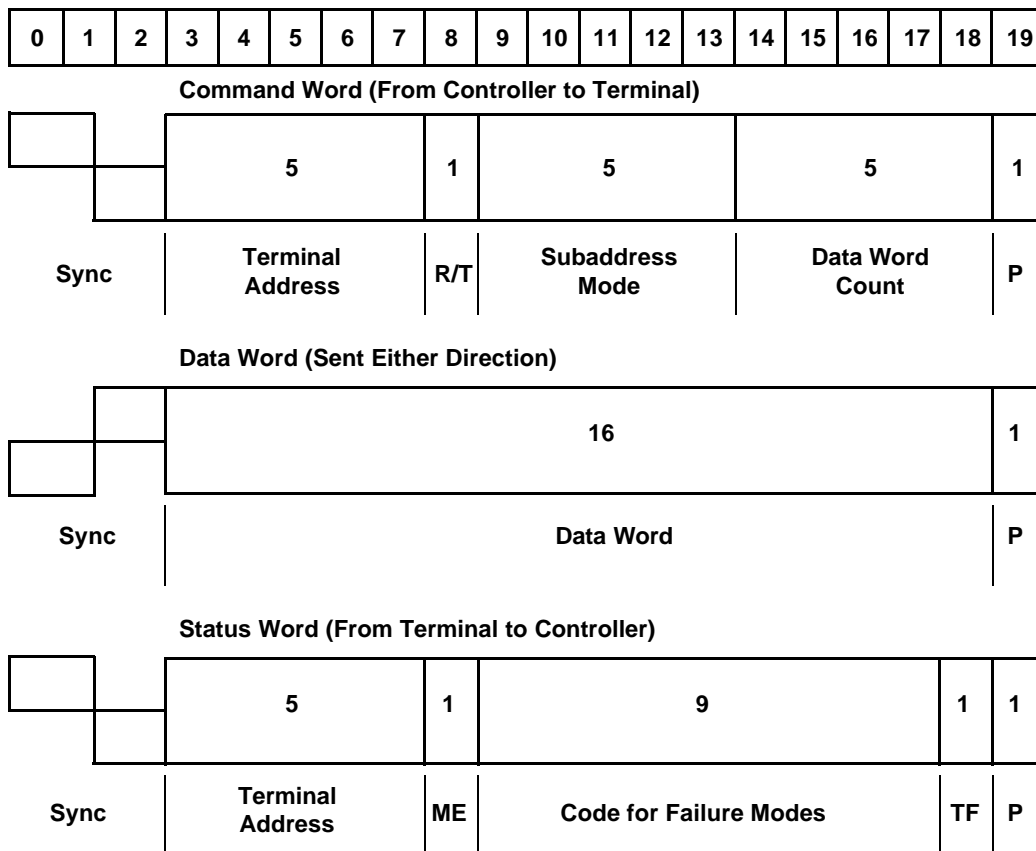 0 1 2 3 4 5 6 7 8 9 10 11 12 13 14 15 16 17 18 19
Command Word (From Controller to Terminal)
5 1 5 5 1
Sync Terminal Address R/T Subaddress Mode Data Word Count P
Data Word (Sent Either Direction)
16 1
Sync Data Word P
Status Word (From Terminal to Controller)
5 1 9 1 1
Sync Terminal Address ME Code for Failure Modes TF P